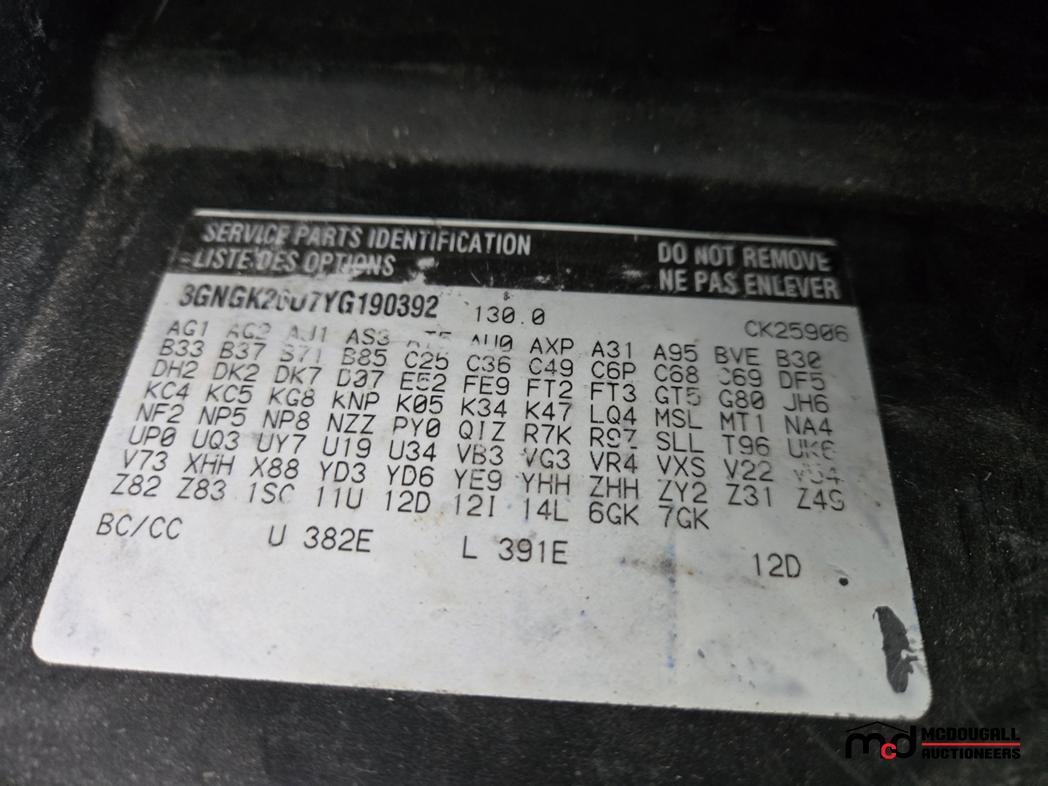 SERVICE PARTS IDENTIFICATION DO NOT REMOVE
LISTE DES OPTIONS NE PAS ENLEVER
130.0 CK25906
AG1 AG2 AJ1 AS3 AU0 AXP A31 A95 BVE B30
B33 B37 S71 B85 C25 C36 C49 C6P C68 C69 DF5
DH2 DK2 DK7 D07 E52 FE9 FT2 FT3 GT5 G80 JH6
KC4 KC5 KG8 KNP K05 K34 K47 LQ4 MSL MT1 NA4
NF2 NP5 NP8 NZZ PY0 QIZ R7K R9Z SLL T96 UK6
UP0 UQ3 UY7 U19 U34 VB3 VG3 VR4 VXS V22
V73 XHH X88 YD3 YD6 YE9 YHH ZHH ZY2 Z31 Z49
Z82 Z83 1SC 11U 12D 12I 14L 6GK 7GK
BC/CC U 382E L 391E 12D
mcd MCDOUGALL
AUCTIONEERS